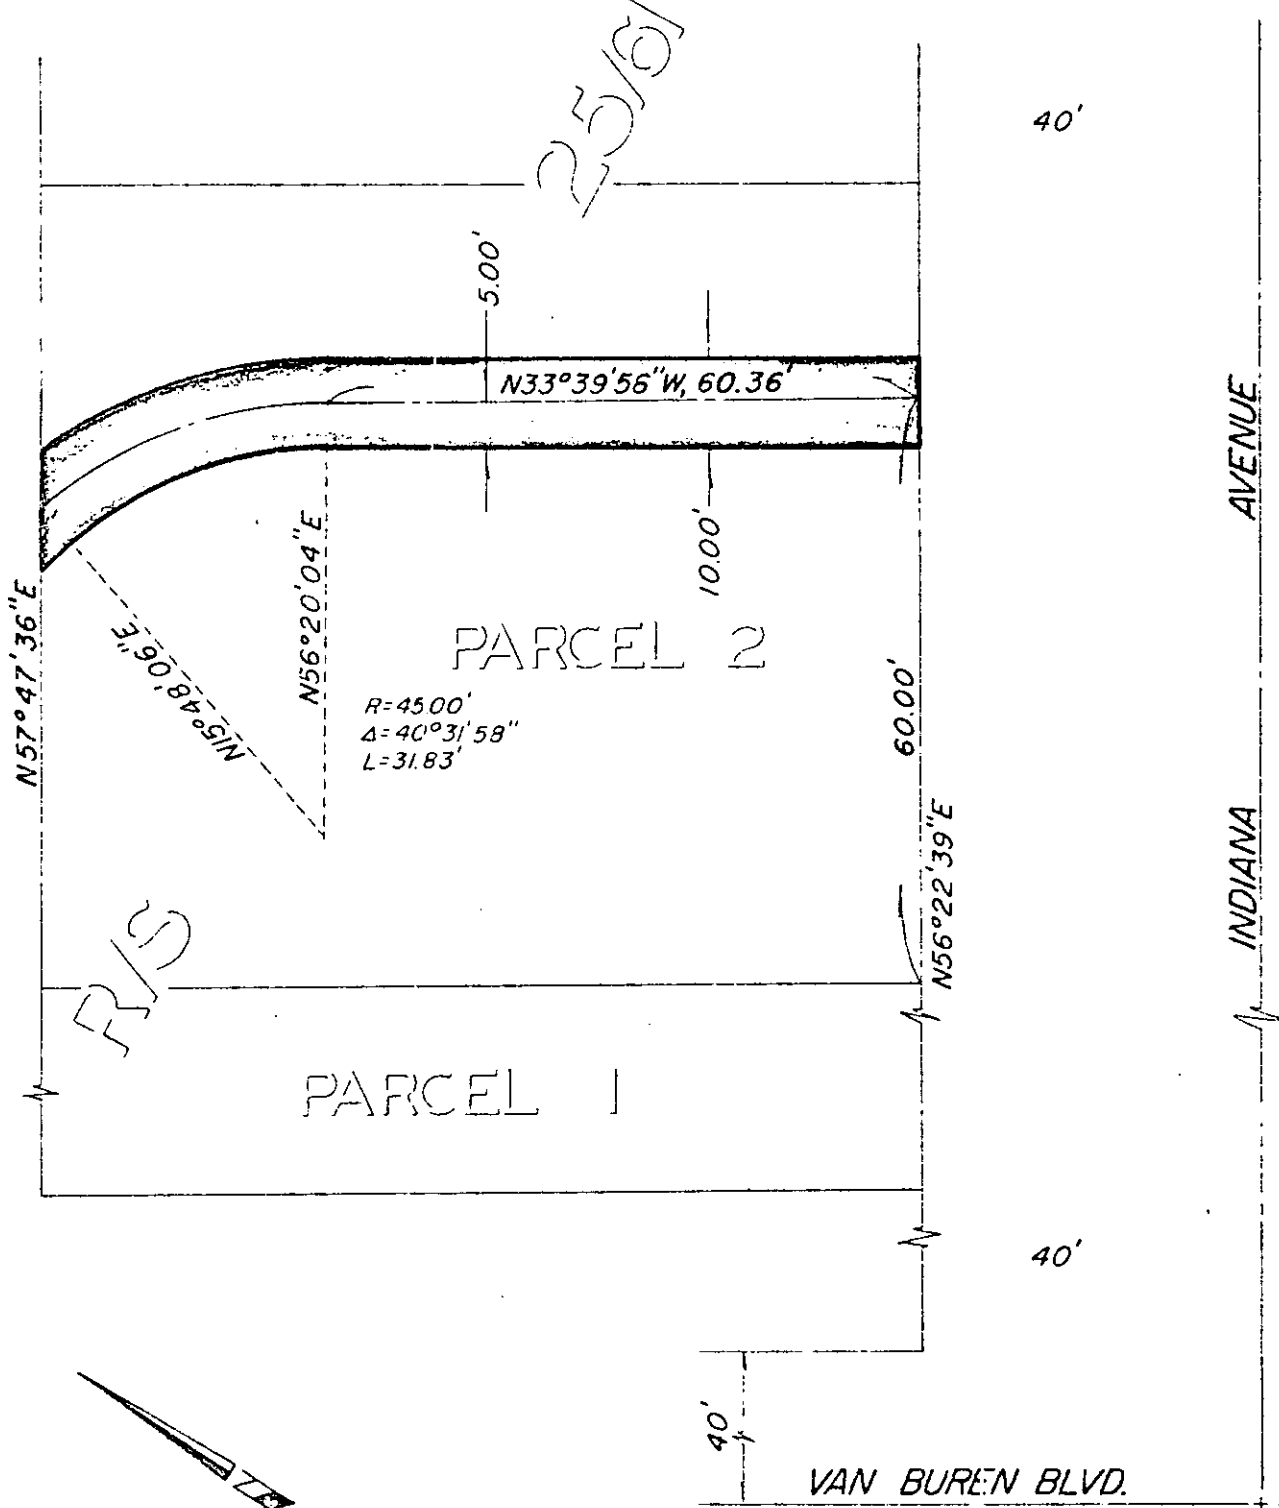 25/61
40'
5.00'
N33°39'56"W, 60.36'
AVENUE
10.00'
N56°20'04"E
N57°47'36"E
N15°48'06"E
PARCEL 2
R=45.00'
Δ=40°31'58"
L=31.83'
60.00'
N56°22'39"E
INDIANA
R/S
PARCEL 1
40'
40'
VAN BUREN BLVD.